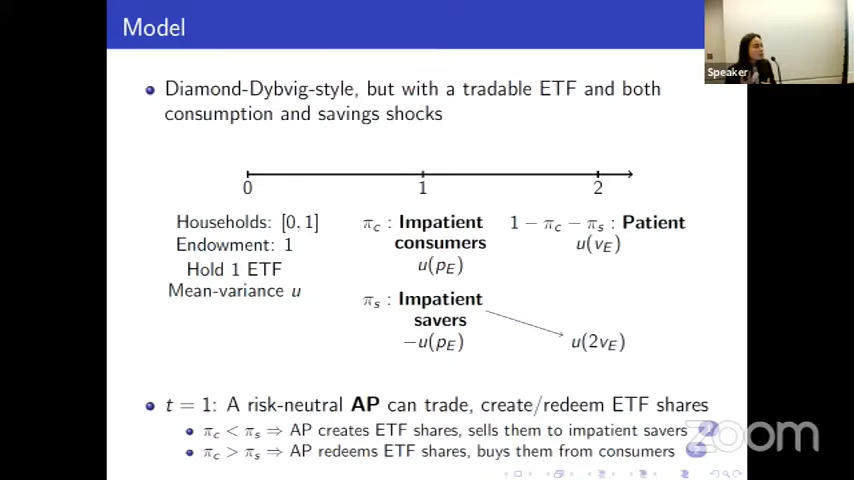 Model
Speaker
Diamond-Dybvig-style, but with a tradable ETF and both
consumption and savings shocks
0 1 2
Households: [0, 1]
Endowment: 1
Hold 1 ETF
Mean-variance u
π_c : Impatient
consumers
u(p_E)
π_s : Impatient
savers
−u(p_E)
1 − π_c − π_s : Patient
u(v_E)
u(2v_E)
t = 1: A risk-neutral AP can trade, create/redeem ETF shares
π_c < π_s ⇒ AP creates ETF shares, sells them to impatient savers
π_c > π_s ⇒ AP redeems ETF shares, buys them from consumers
zoom